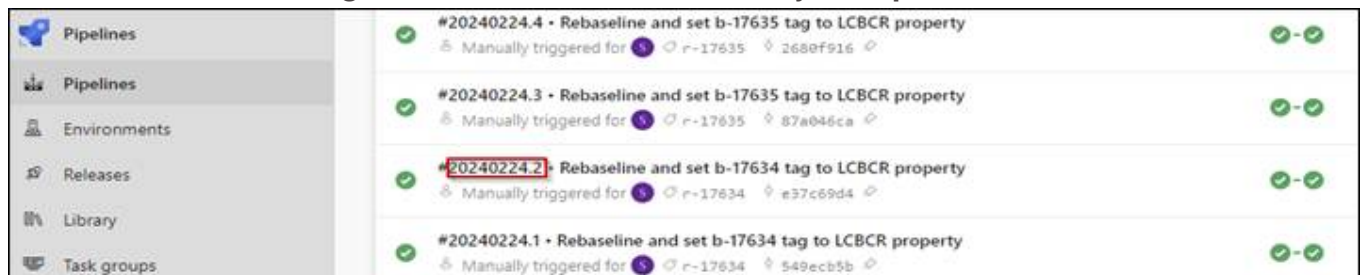 Pipelines
Pipelines
Environments
Releases
Library
Task groups
#20240224.4 • Rebaseline and set b-17635 tag to LCBCR property
Manually triggered for S r-17635 2680f916
#20240224.3 • Rebaseline and set b-17635 tag to LCBCR property
Manually triggered for S r-17635 87a046ca
#20240224.2 • Rebaseline and set b-17634 tag to LCBCR property
Manually triggered for S r-17634 e37c69d4
#20240224.1 • Rebaseline and set b-17634 tag to LCBCR property
Manually triggered for S r-17634 549ecb5b